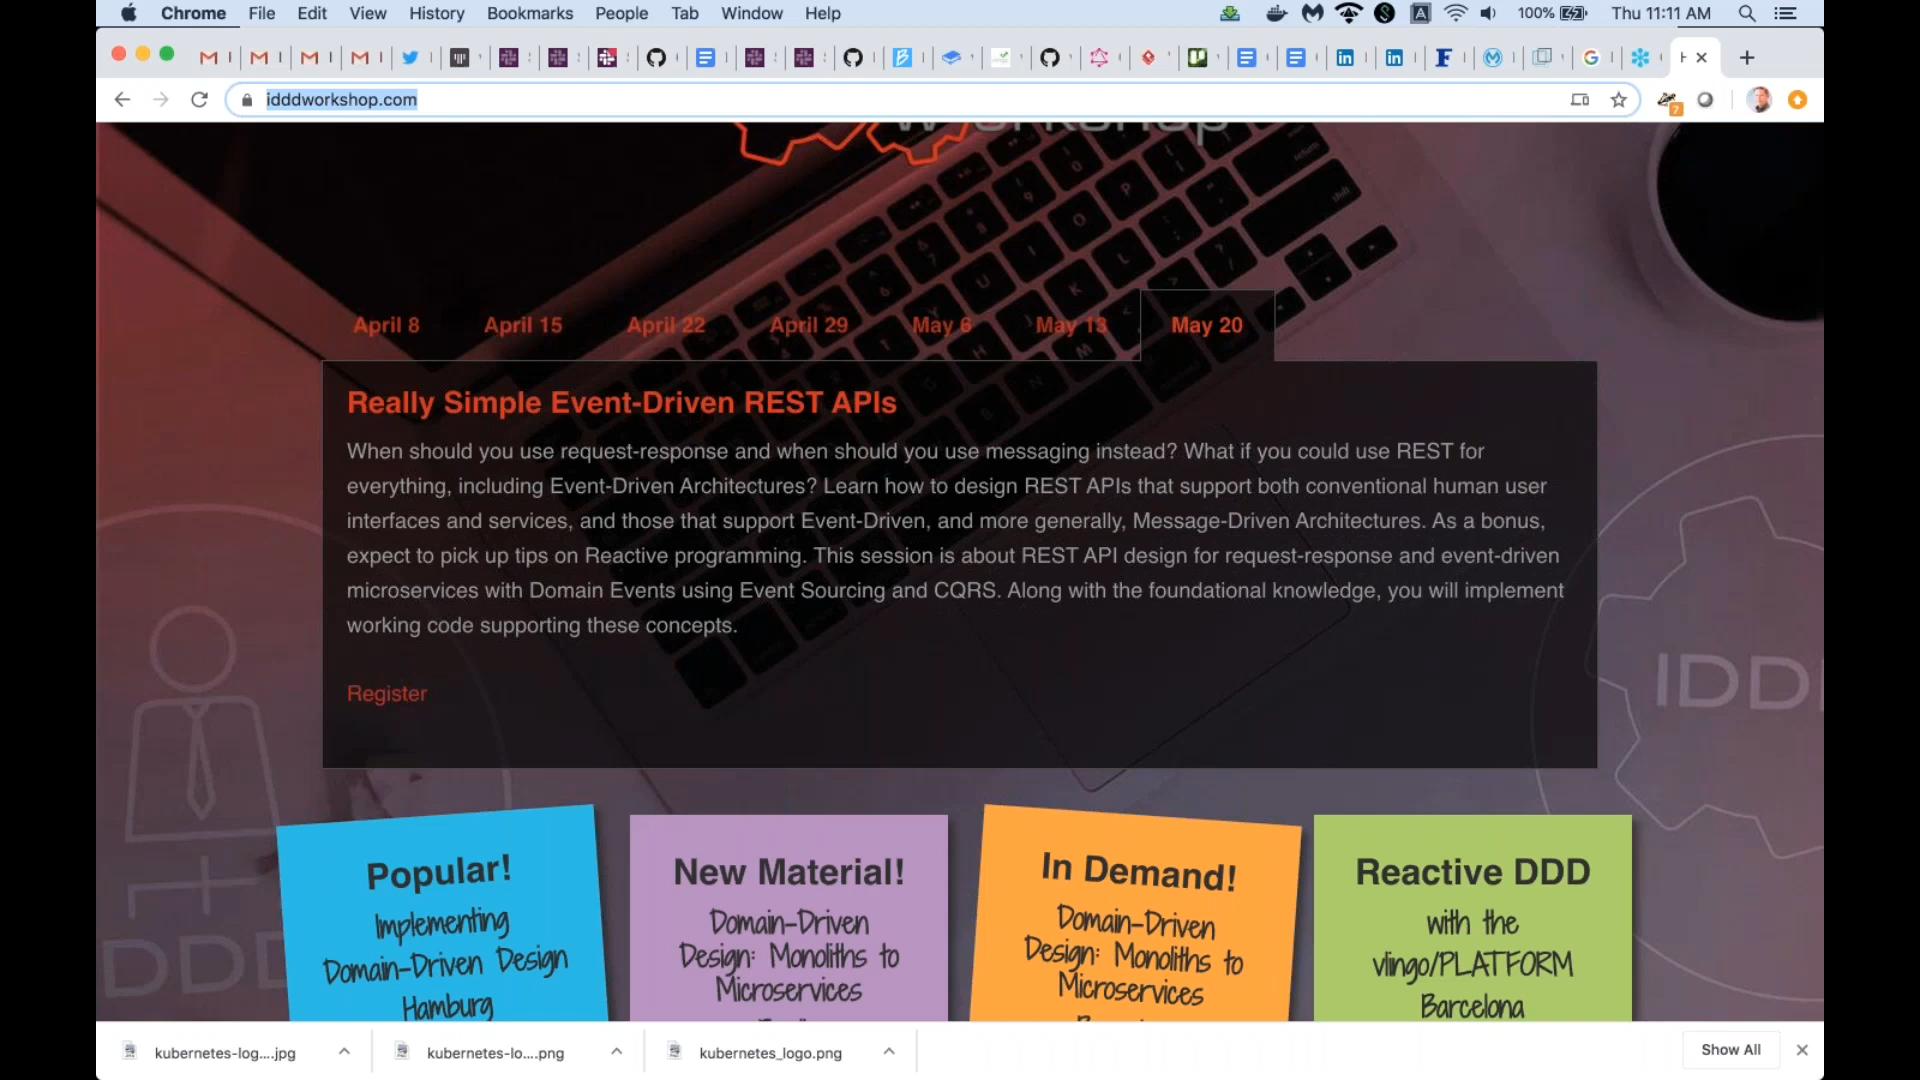 Chrome File Edit View History Bookmarks People Tab Window Help 100% Thu 11:11 AM
idddworkshop.com
Workshop
April 8 April 15 April 22 April 29 May 6 May 13 May 20
Really Simple Event-Driven REST APIs
When should you use request-response and when should you use messaging instead? What if you could use REST for
everything, including Event-Driven Architectures? Learn how to design REST APIs that support both conventional human user
interfaces and services, and those that support Event-Driven, and more generally, Message-Driven Architectures. As a bonus,
expect to pick up tips on Reactive programming. This session is about REST API design for request-response and event-driven
microservices with Domain Events using Event Sourcing and CQRS. Along with the foundational knowledge, you will implement
working code supporting these concepts.
Register
IDD
DDD
Popular!
Implementing
Domain-Driven Design
Hamburg
New Material!
Domain-Driven
Design: Monoliths to
Microservices
In Demand!
Domain-Driven
Design: Monoliths to
Microservices
Reactive DDD
with the
vlingo/PLATFORM
Barcelona
kubernetes-log....jpg kubernetes-lo....png kubernetes_logo.png Show All